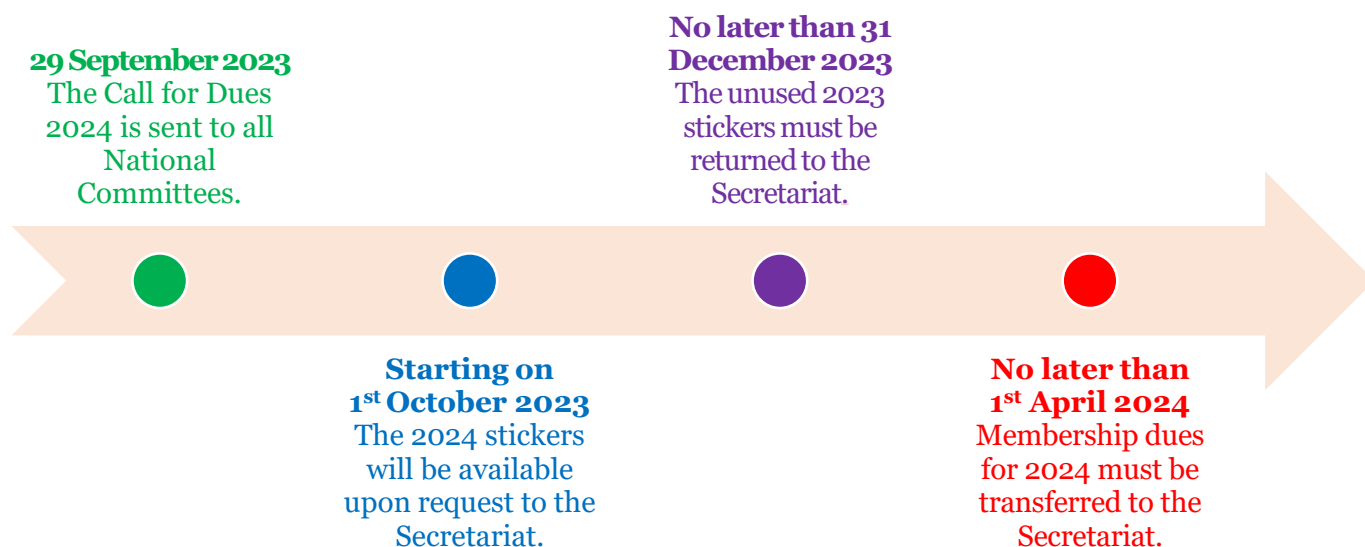 29 September 2023
The Call for Dues
2024 is sent to all
National
Committees.
Starting on
1st October 2023
The 2024 stickers
will be available
upon request to the
Secretariat.
No later than 31
December 2023
The unused 2023
stickers must be
returned to the
Secretariat.
No later than
1st April 2024
Membership dues
for 2024 must be
transferred to the
Secretariat.